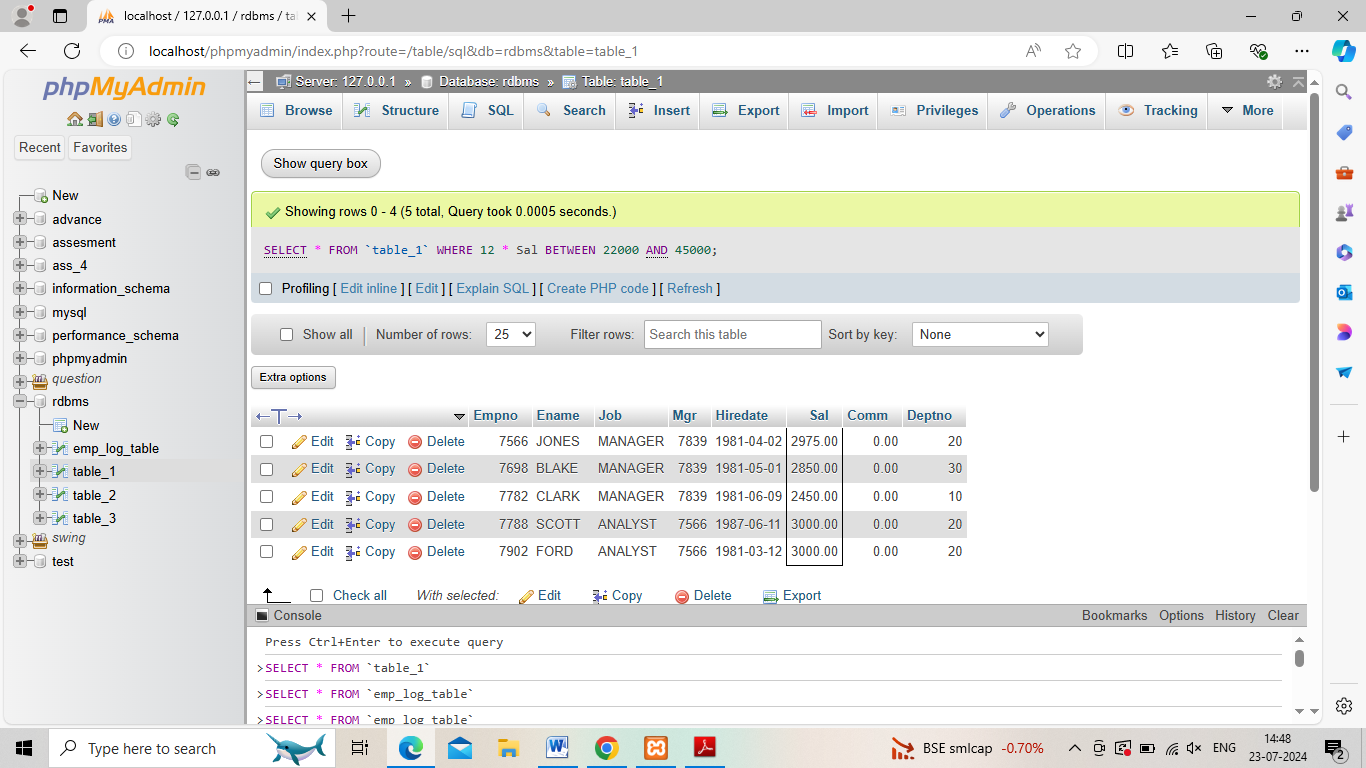 localhost / 127.0.0.1 / rdbms / ta
localhost/phpmyadmin/index.php?route=/table/sql&db=rdbms&table=table_1
phpMyAdmin
Recent Favorites
New
advance
assesment
ass_4
information_schema
mysql
performance_schema
phpmyadmin
question
rdbms
New
emp_log_table
table_1
table_2
table_3
swing
test
Server: 127.0.0.1 » Database: rdbms » Table: table_1
Browse Structure SQL Search Insert Export Import Privileges Operations Tracking More
Show query box
Showing rows 0 - 4 (5 total, Query took 0.0005 seconds.)
SELECT * FROM `table_1` WHERE 12 * Sal BETWEEN 22000 AND 45000;
Profiling [ Edit inline ] [ Edit ] [ Explain SQL ] [ Create PHP code ] [ Refresh ]
Show all Number of rows: 25 Filter rows: Search this table Sort by key: None
Extra options
Empno Ename Job Mgr Hiredate Sal Comm Deptno
Edit Copy Delete 7566 JONES MANAGER 7839 1981-04-02 2975.00 0.00 20
Edit Copy Delete 7698 BLAKE MANAGER 7839 1981-05-01 2850.00 0.00 30
Edit Copy Delete 7782 CLARK MANAGER 7839 1981-06-09 2450.00 0.00 10
Edit Copy Delete 7788 SCOTT ANALYST 7566 1987-06-11 3000.00 0.00 20
Edit Copy Delete 7902 FORD ANALYST 7566 1981-03-12 3000.00 0.00 20
Check all With selected: Edit Copy Delete Export
Console Bookmarks Options History Clear
Press Ctrl+Enter to execute query
>SELECT * FROM `table_1`
>SELECT * FROM `emp_log_table`
>SELECT * FROM `emp_log_table`
Type here to search BSE smlcap -0.70% ENG 14:48
23-07-2024 2